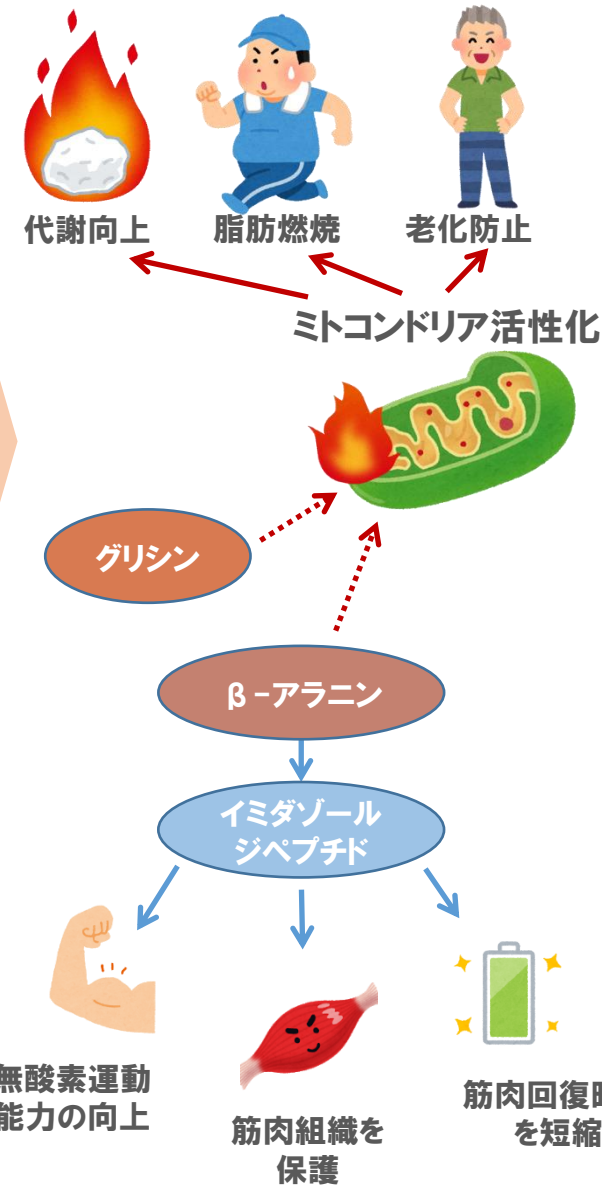 代謝向上
脂肪燃焼
老化防止
ミトコンドリア活性化
グリシン
β-アラニン
イミダゾール
ジペプチド
無酸素運動
能力の向上
筋肉組織を
保護
筋肉回復
を短縮